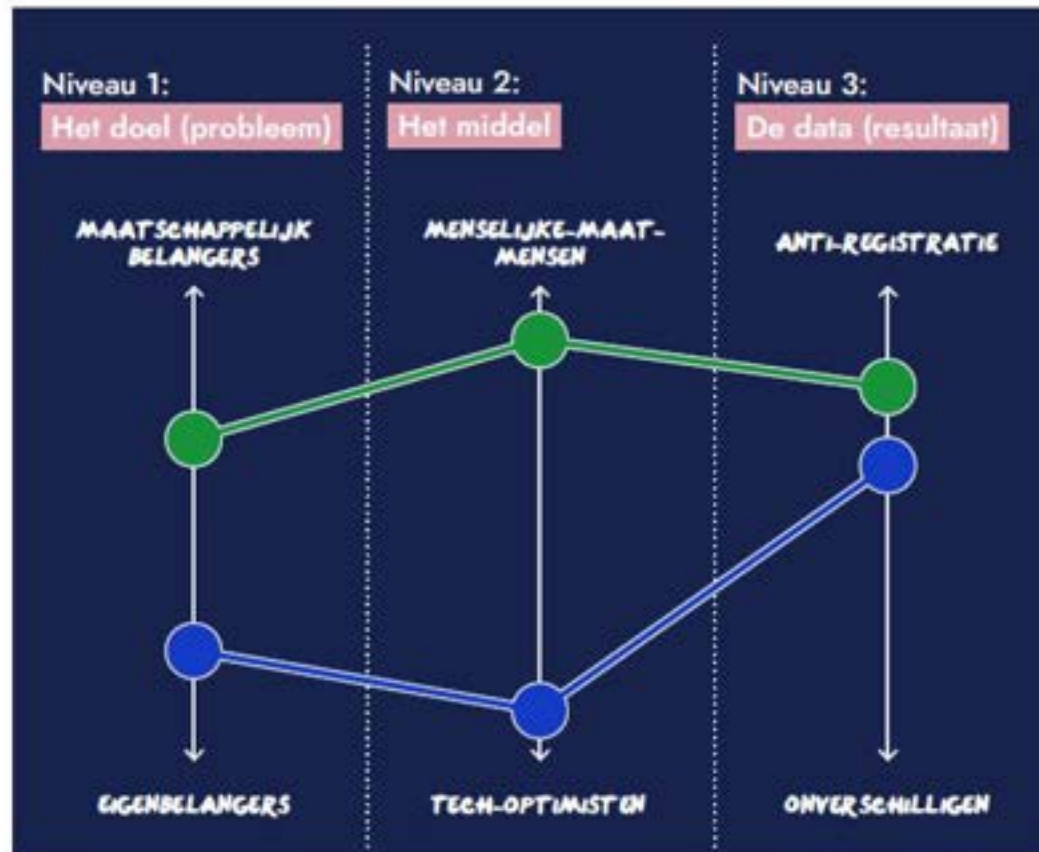 Niveau 1:
Het doel (probleem)
Niveau 2:
Het middel
Niveau 3:
De data (resultaat)
MAATSCHAPPELIJK
BELANGERS
MENSELIJKE-MAAT-
MENSEN
ANTI-REGISTRATIE
EIGENBELANGERS
TECH-OPTIMISTEN
ONVERSCHILLIGEN